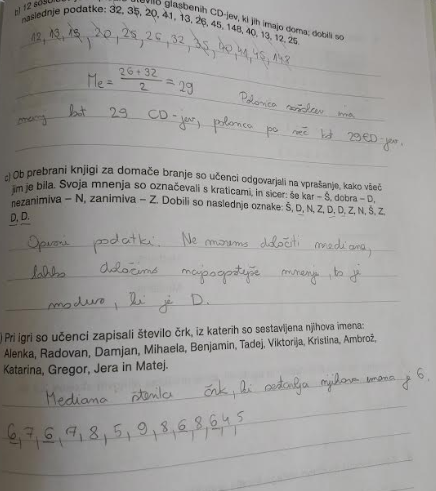 b) 12 število glasbenih CD-jev, ki jih imajo doma; dobili so
naslednje podatke: 32, 35, 20, 41, 13, 26, 45, 148, 40, 13, 12, 25.
12, 13, 13, 20, 25, 26, 32, 35, 40, 41, 45, 148
Me = 26+32 / 2 = 29
Polovica ma
manj kot 29 CD-jev, polovica pa več kot 29 CD-jev.
c) Ob prebrani knjigi za domače branje so učenci odgovarjali na vprašanje, kako všeč
jim je bila. Svoja mnenja so označevali s kraticami, in sicer: še kar – Š, dobra – D,
nezanimiva – N, zanimiva – Z. Dobili so naslednje oznake: Š, D, N, Z, D, D, Z, N, Š, Z,
D, D.
Opisni podatki. Ne moremo določiti mediane,
lahko določimo najpogostejše mnenje, to je
modus, ki je D.
) Pri igri so učenci zapisali število črk, iz katerih so sestavljena njihova imena:
Alenka, Radovan, Damjan, Mihaela, Benjamin, Tadej, Viktorija, Kristina, Ambrož,
Katarina, Gregor, Jera in Matej.
Mediana števila črk, ki sestavlja njihova imena je 6.
6, 7, 6, 7, 8, 5, 9, 8, 6, 8, 6, 4, 5